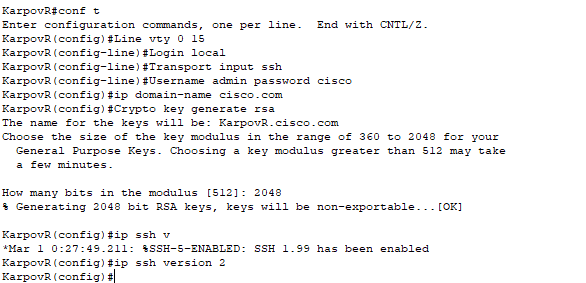 KarpovR#conf t
Enter configuration commands, one per line.  End with CNTL/Z.
KarpovR(config)#Line vty 0 15
KarpovR(config-line)#Login local
KarpovR(config-line)#Transport input ssh
KarpovR(config-line)#Username admin password cisco
KarpovR(config)#ip domain-name cisco.com
KarpovR(config)#Crypto key generate rsa
The name for the keys will be: KarpovR.cisco.com
Choose the size of the key modulus in the range of 360 to 2048 for your
  General Purpose Keys. Choosing a key modulus greater than 512 may take
  a few minutes.
How many bits in the modulus [512]: 2048
% Generating 2048 bit RSA keys, keys will be non-exportable...[OK]
KarpovR(config)#ip ssh v
*Mar 1 0:27:49.211: %SSH-5-ENABLED: SSH 1.99 has been enabled
KarpovR(config)#ip ssh version 2
KarpovR(config)#